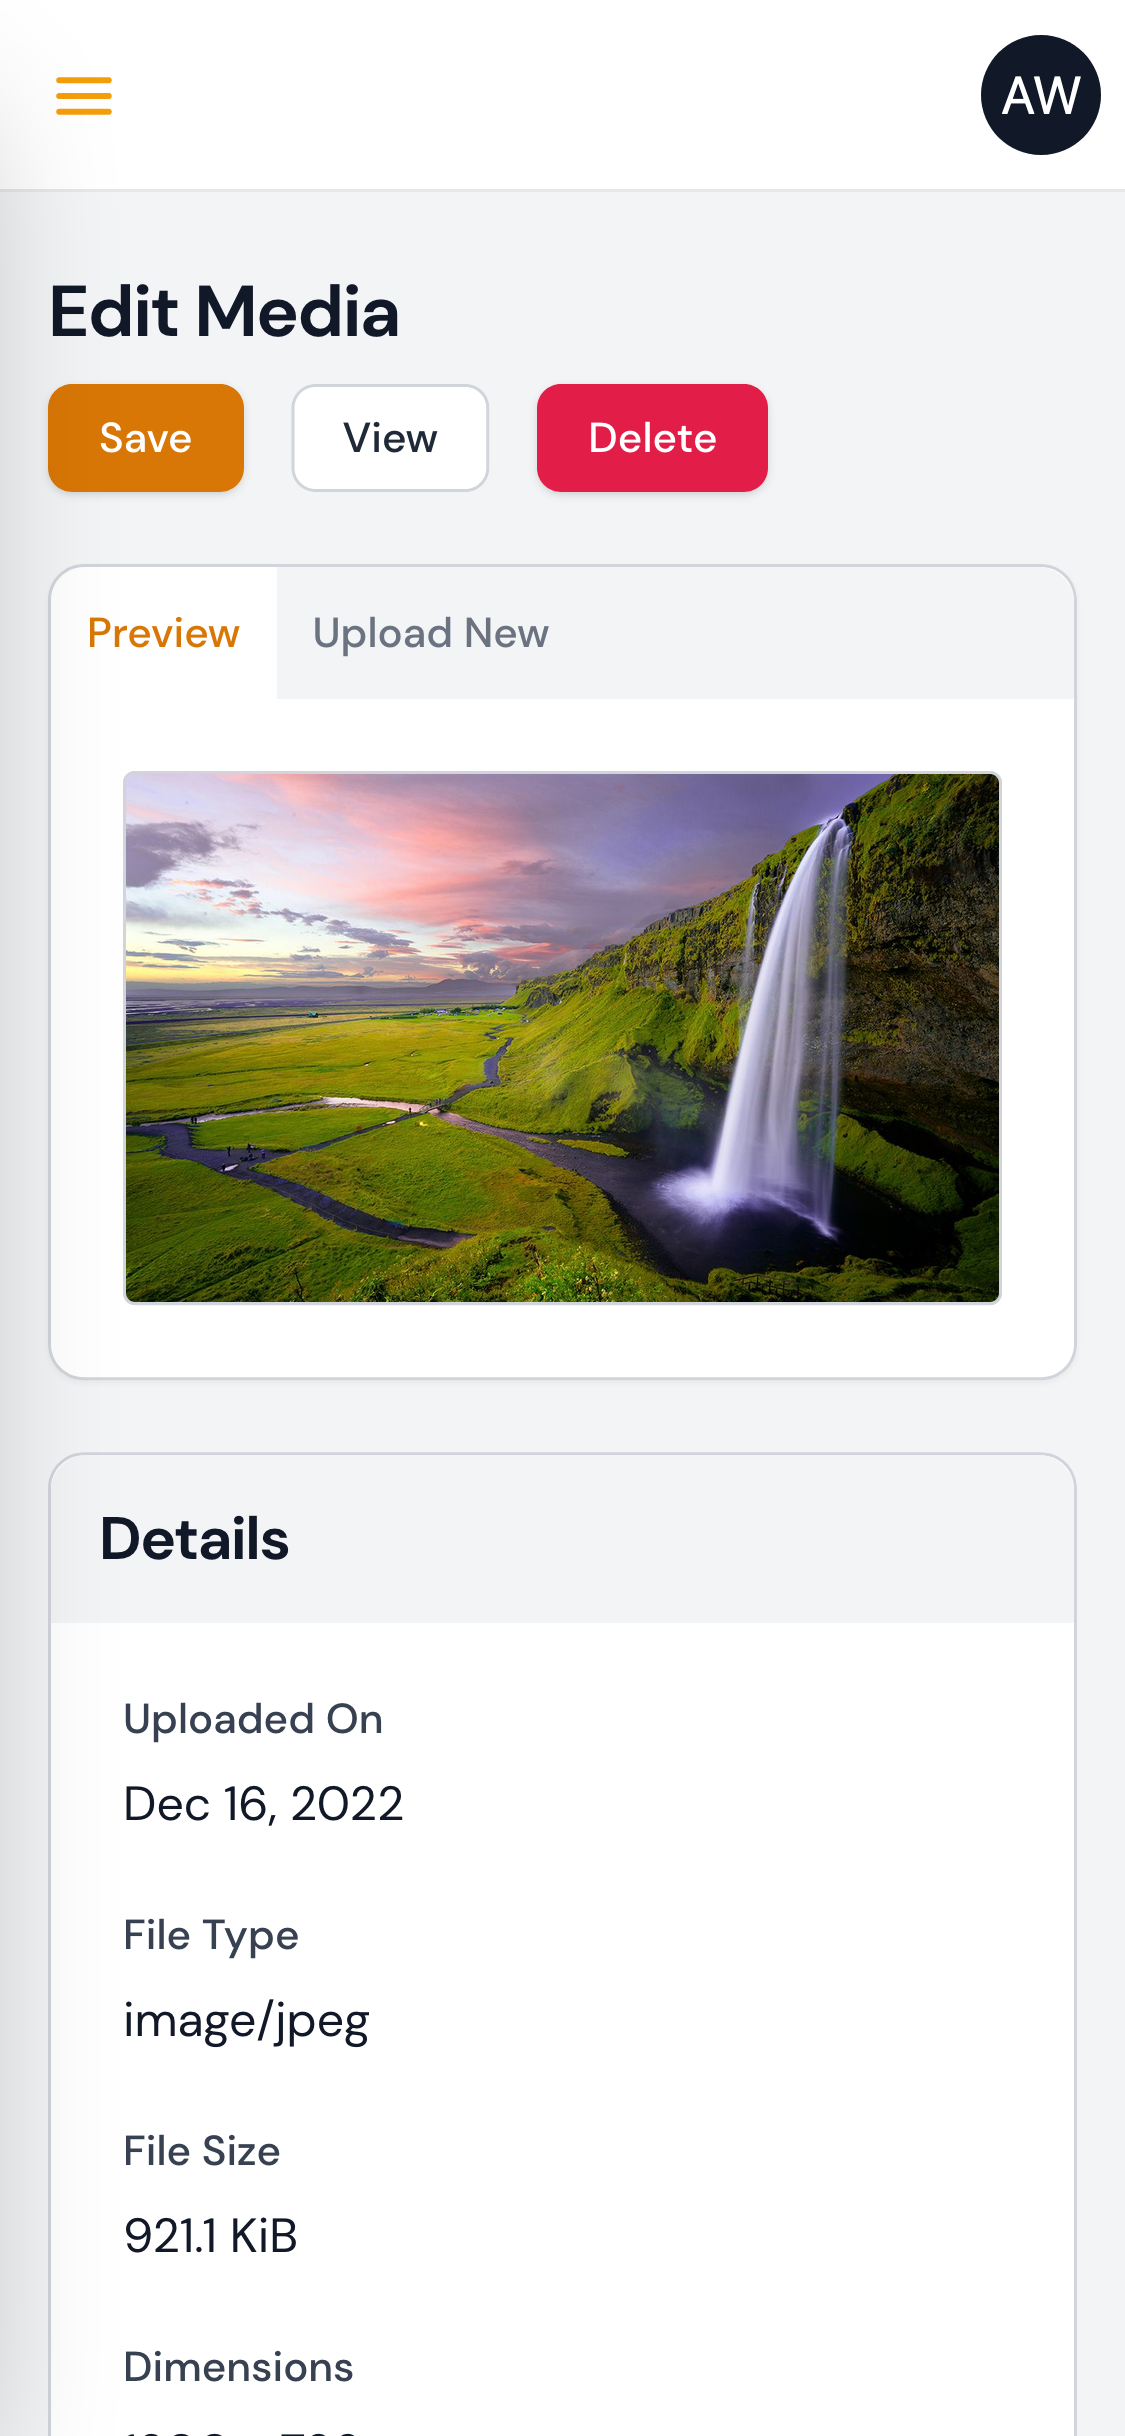 AW
Edit Media
Save View Delete
Preview Upload New
Details
Uploaded On
Dec 16, 2022
File Type
image/jpeg
File Size
921.1 KiB
Dimensions